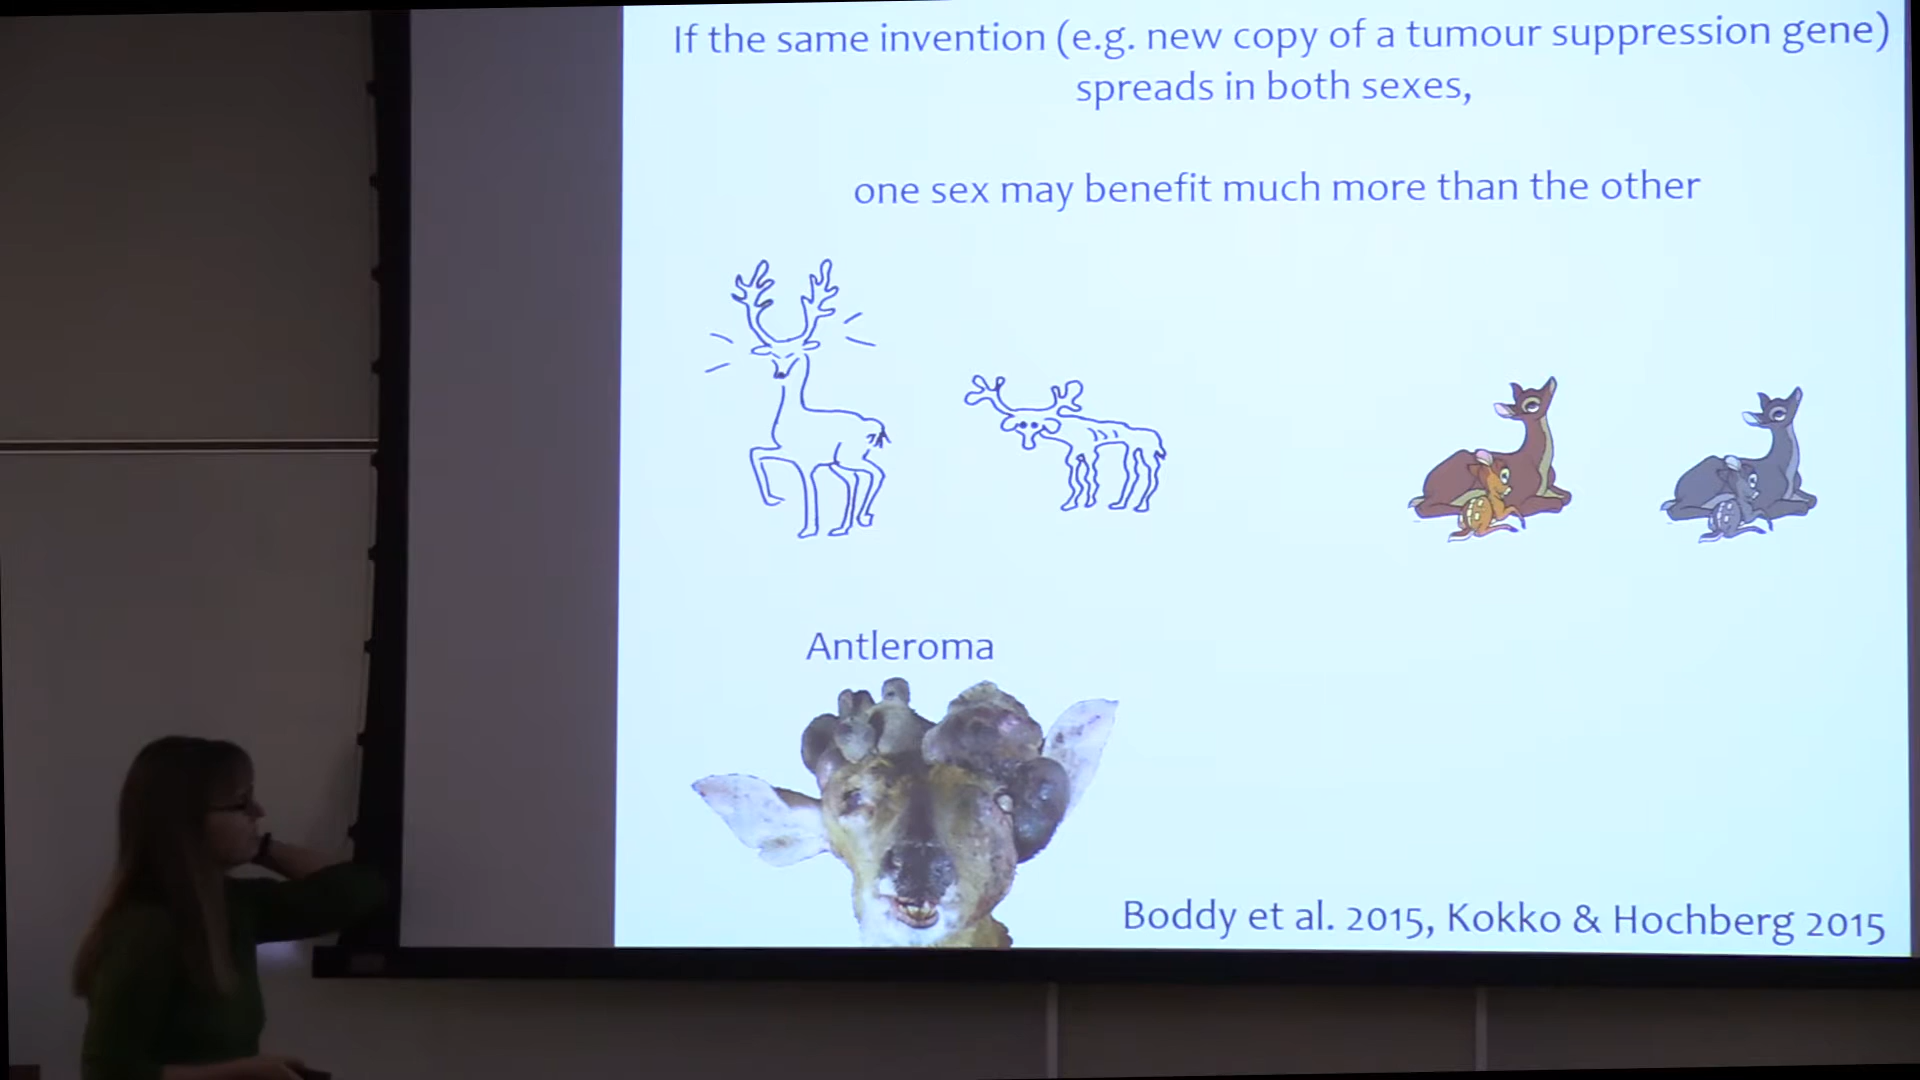 If the same invention (e.g. new copy of a tumour suppression gene)
spreads in both sexes,
one sex may benefit much more than the other
Antleroma
Boddy et al. 2015, Kokko & Hochberg 2015